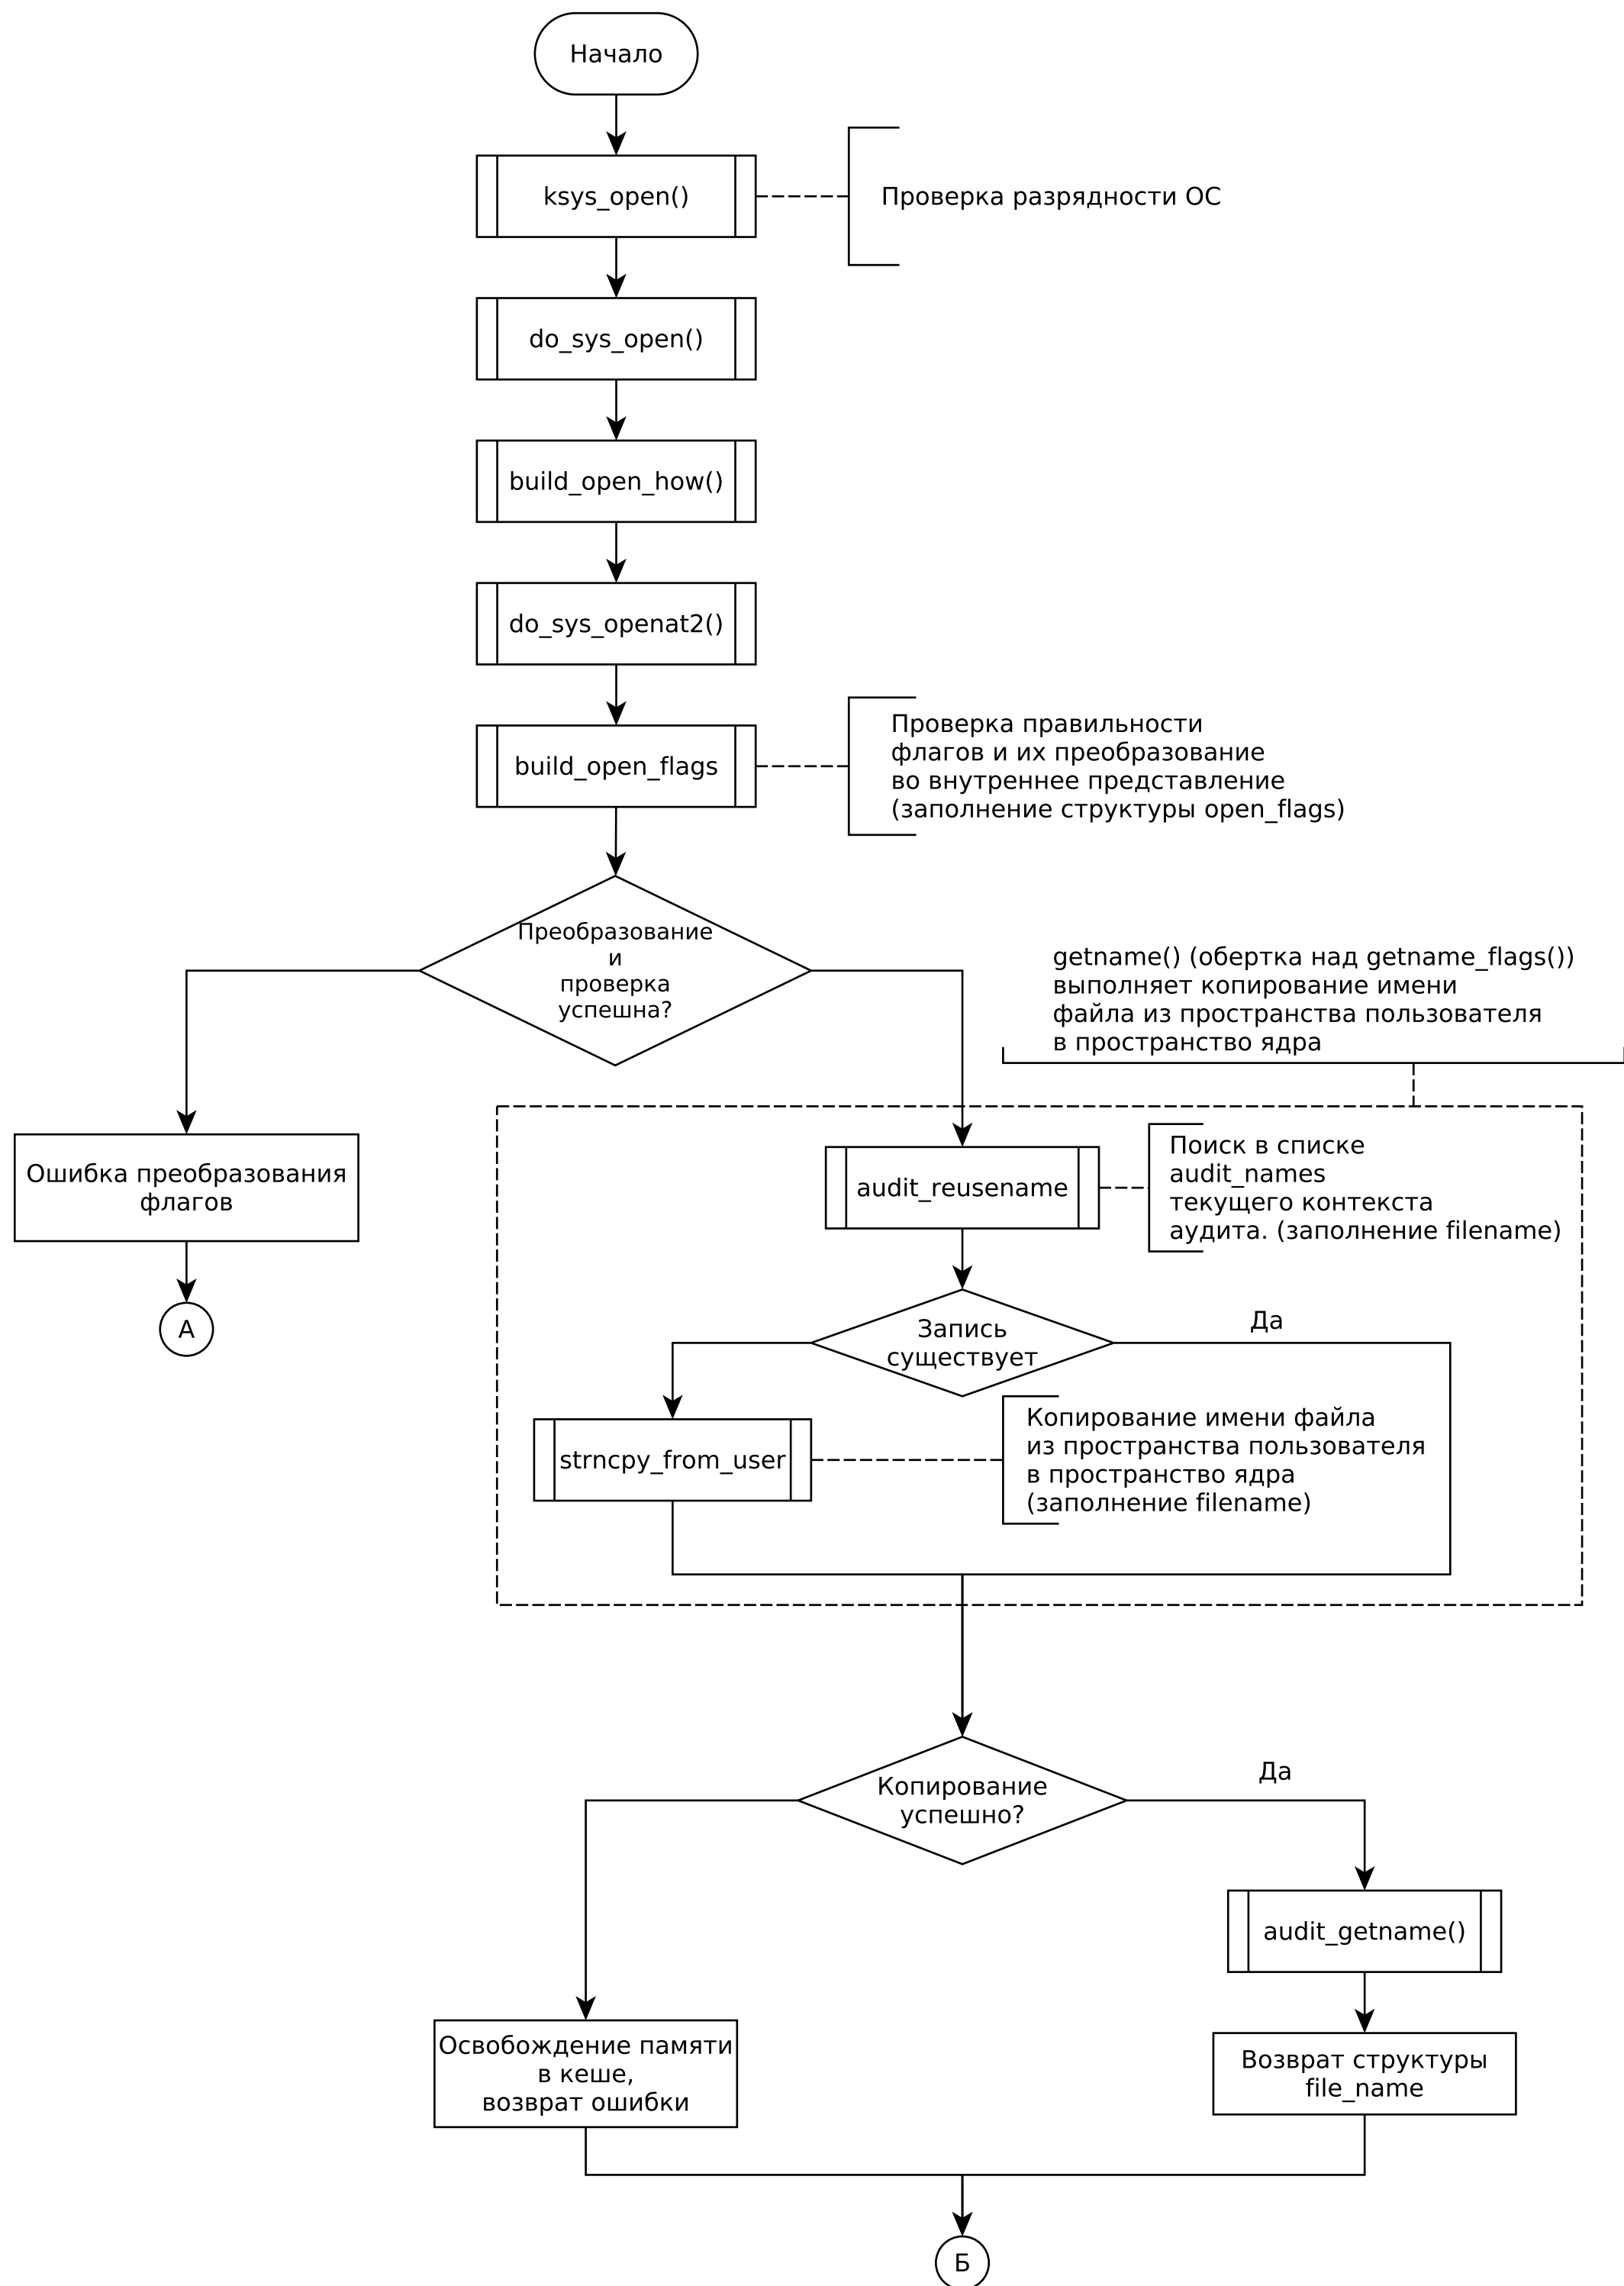 Начало
ksys_open()
Проверка разрядности ОС
do_sys_open()
build_open_how()
do_sys_openat2()
build_open_flags
Проверка правильности
флагов и их преобразование
во внутреннее представление
(заполнение структуры open_flags)
Преобразование
и
проверка
успешна?
getname() (обертка над getname_flags())
выполняет копирование имени
файла из пространства пользователя
в пространство ядра
Ошибка преобразования
флагов
А
audit_reusename
Поиск в списке
audit_names
текущего контекста
аудита. (заполнение filename)
Запись
существует
Да
strncpy_from_user
Копирование имени файла
из пространства пользователя
в пространство ядра
(заполнение filename)
Копирование
успешно?
Да
audit_getname()
Освобождение памяти
в кеше,
возврат ошибки
Возврат структуры
file_name
Б